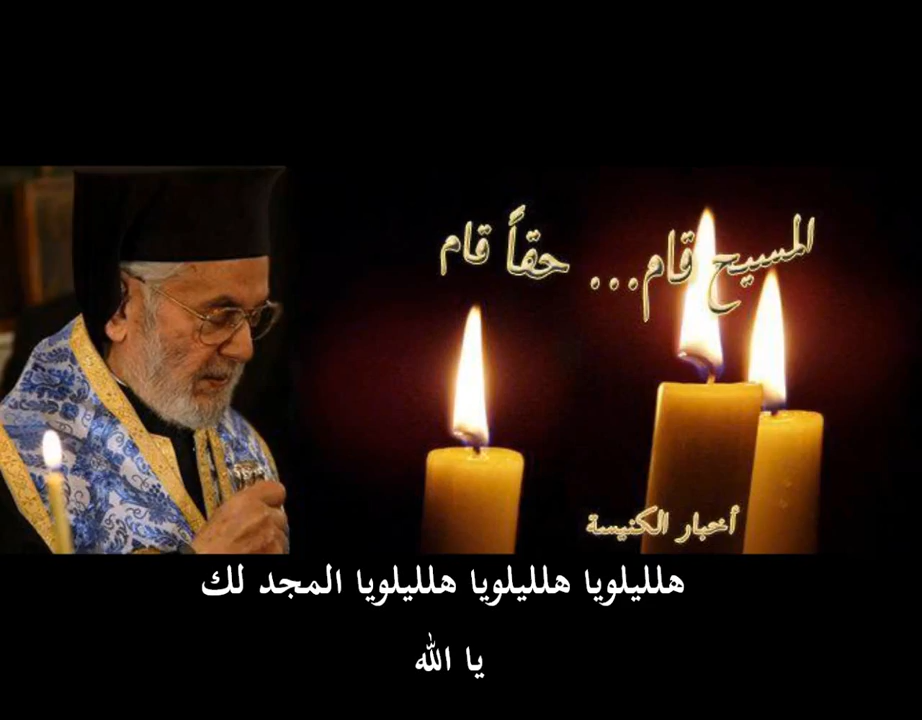 المسيح قام... حقاً قام
أخبار الكنيسة
هلليلويا هلليلويا هلليلويا المجد لك
يا الله